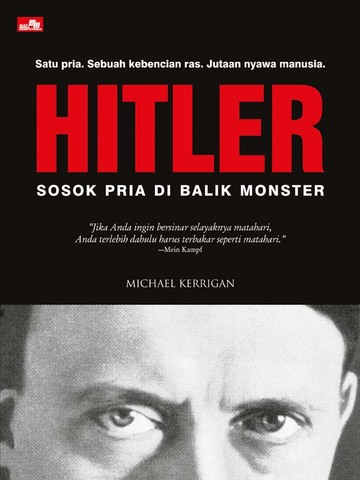 Satu pria. Sebuah kebencian ras. Jutaan nyawa manusia.
HITLER
SOSOK PRIA DI BALIK MONSTER
“Jika Anda ingin bersinar selayaknya matahari,
Anda terlebih dahulu harus terbakar seperti matahari.”
—Mein Kampf
MICHAEL KERRIGAN